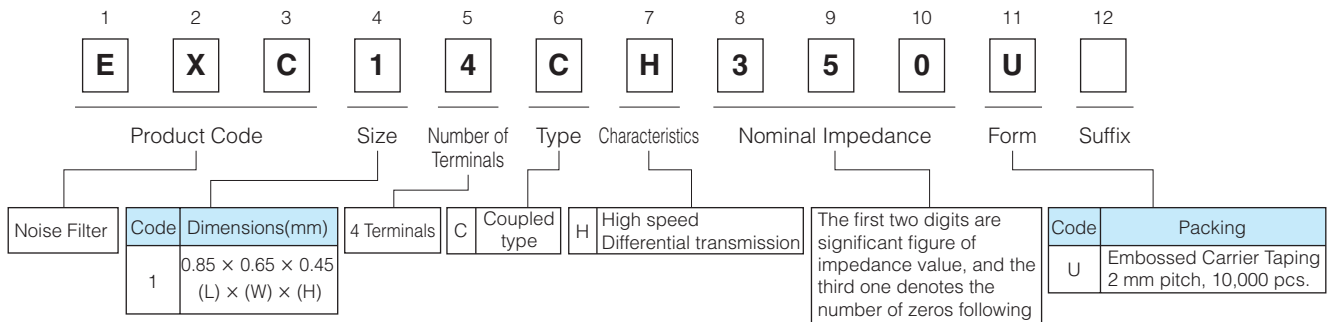 1 2 3 4 5 6 7 8 9 10 11 12
E X C 1 4 C H 3 5 0 U
Product Code Size Number of Terminals Type Characteristics Nominal Impedance Form Suffix
Noise Filter
Code Dimensions(mm)
1 0.85 × 0.65 × 0.45
(L) × (W) × (H)
4 Terminals
C Coupled
type
H High speed
Differential transmission
The first two digits are
significant figure of
impedance value, and the
third one denotes the
number of zeros following
Code Packing
U Embossed Carrier Taping
2 mm pitch, 10,000 pcs.